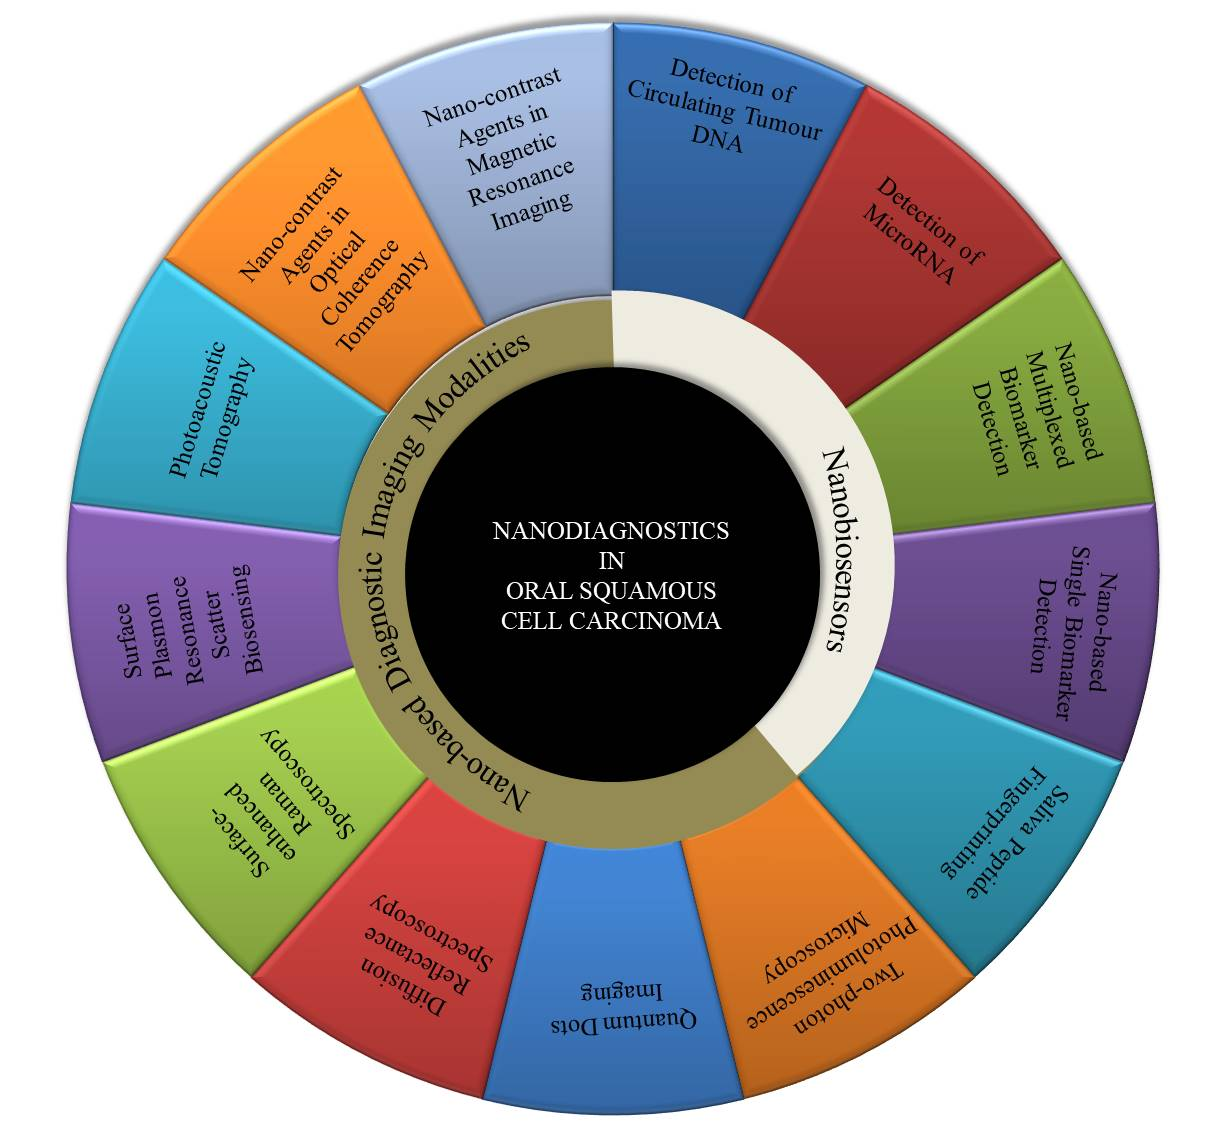 NANODIAGNOSTICS
IN
ORAL SQUAMOUS
CELL CARCINOMA
Nanobiosensors
Nano-based Diagnostic Imaging Modalities
Detection of
Circulating Tumour
DNA
Detection of
MicroRNA
Nano-based
Multiplexed
Biomarker
Detection
Nano-based
Single Biomarker
Detection
Saliva Peptide
Fingerprinting
Two-photon
Photoluminescence
Microscopy
Quantum Dots
Imaging
Diffusion
Reflectance
Spectroscopy
Surface-
enhanced
Raman
Spectroscopy
Surface
Plasmon
Resonance
Scatter
Biosensing
Photoacoustic
Tomography
Nano-contrast
Agents in
Optical
Coherence
Tomography
Nano-contrast
Agents in
Magnetic
Resonance
Imaging